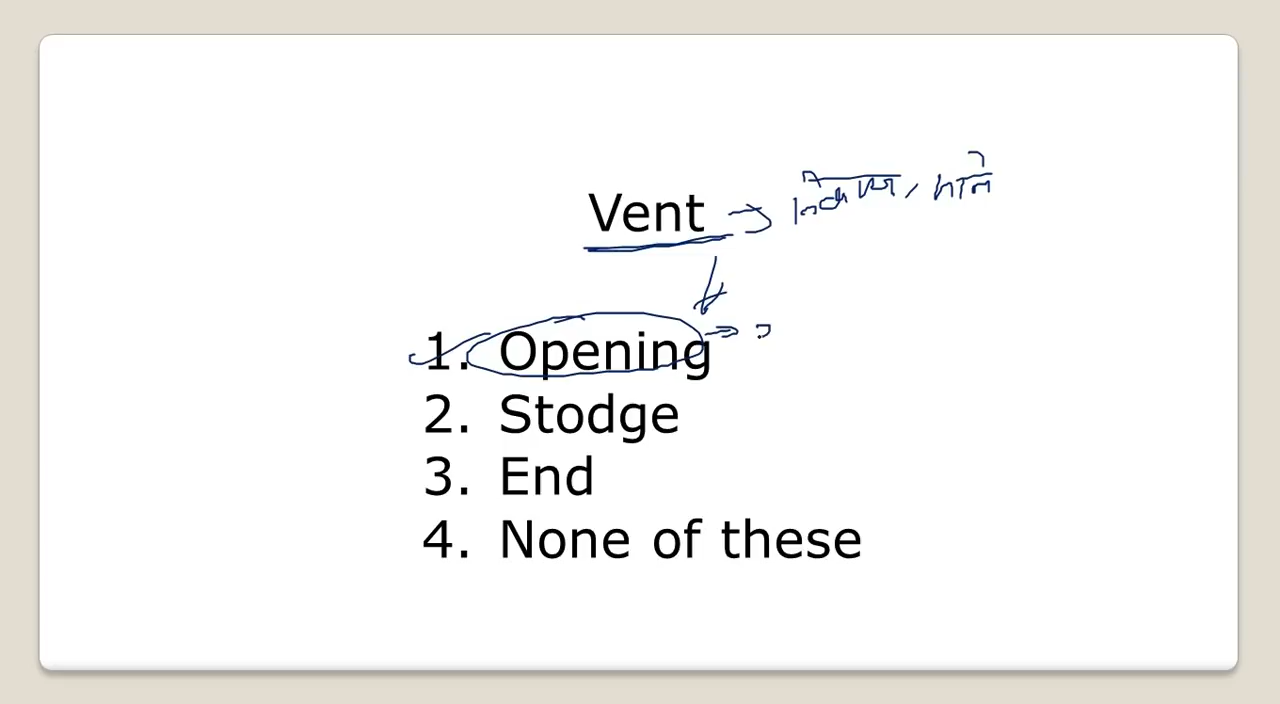 Vent
1. Opening
2. Stodge
3. End
4. None of these